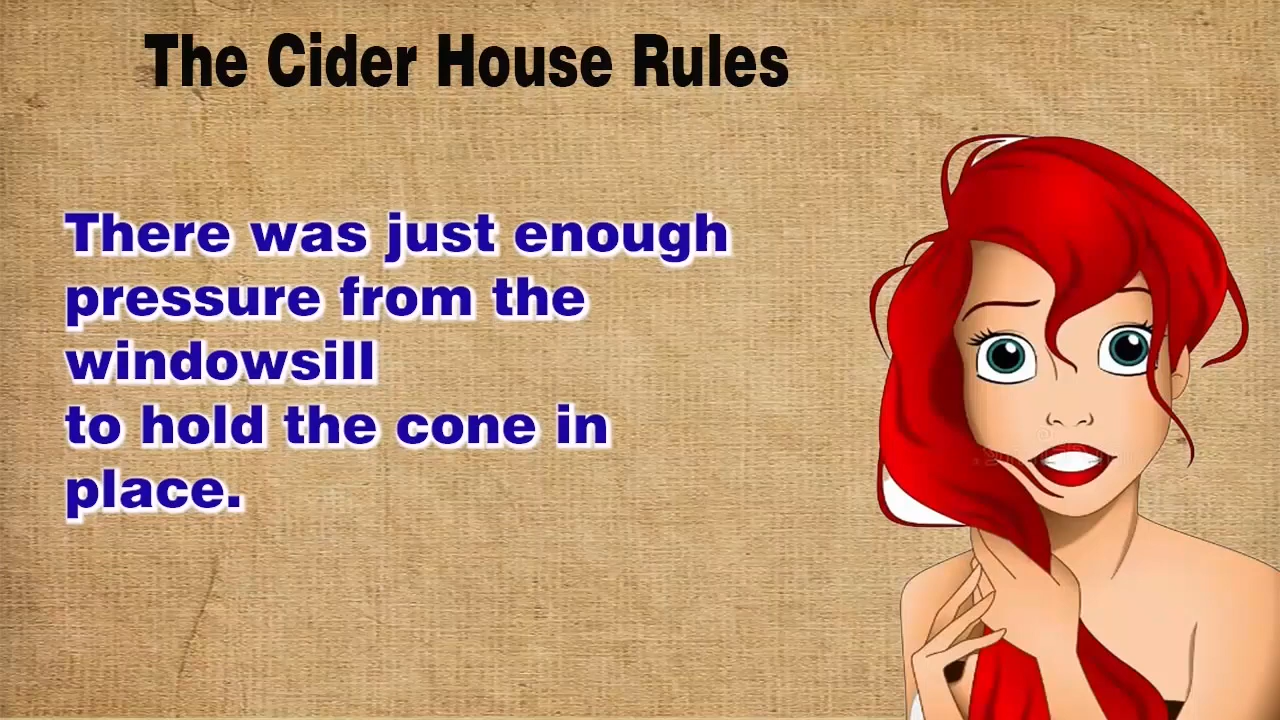 The Cider House Rules
There was just enough
pressure from the
windowsill
to hold the cone in
place.